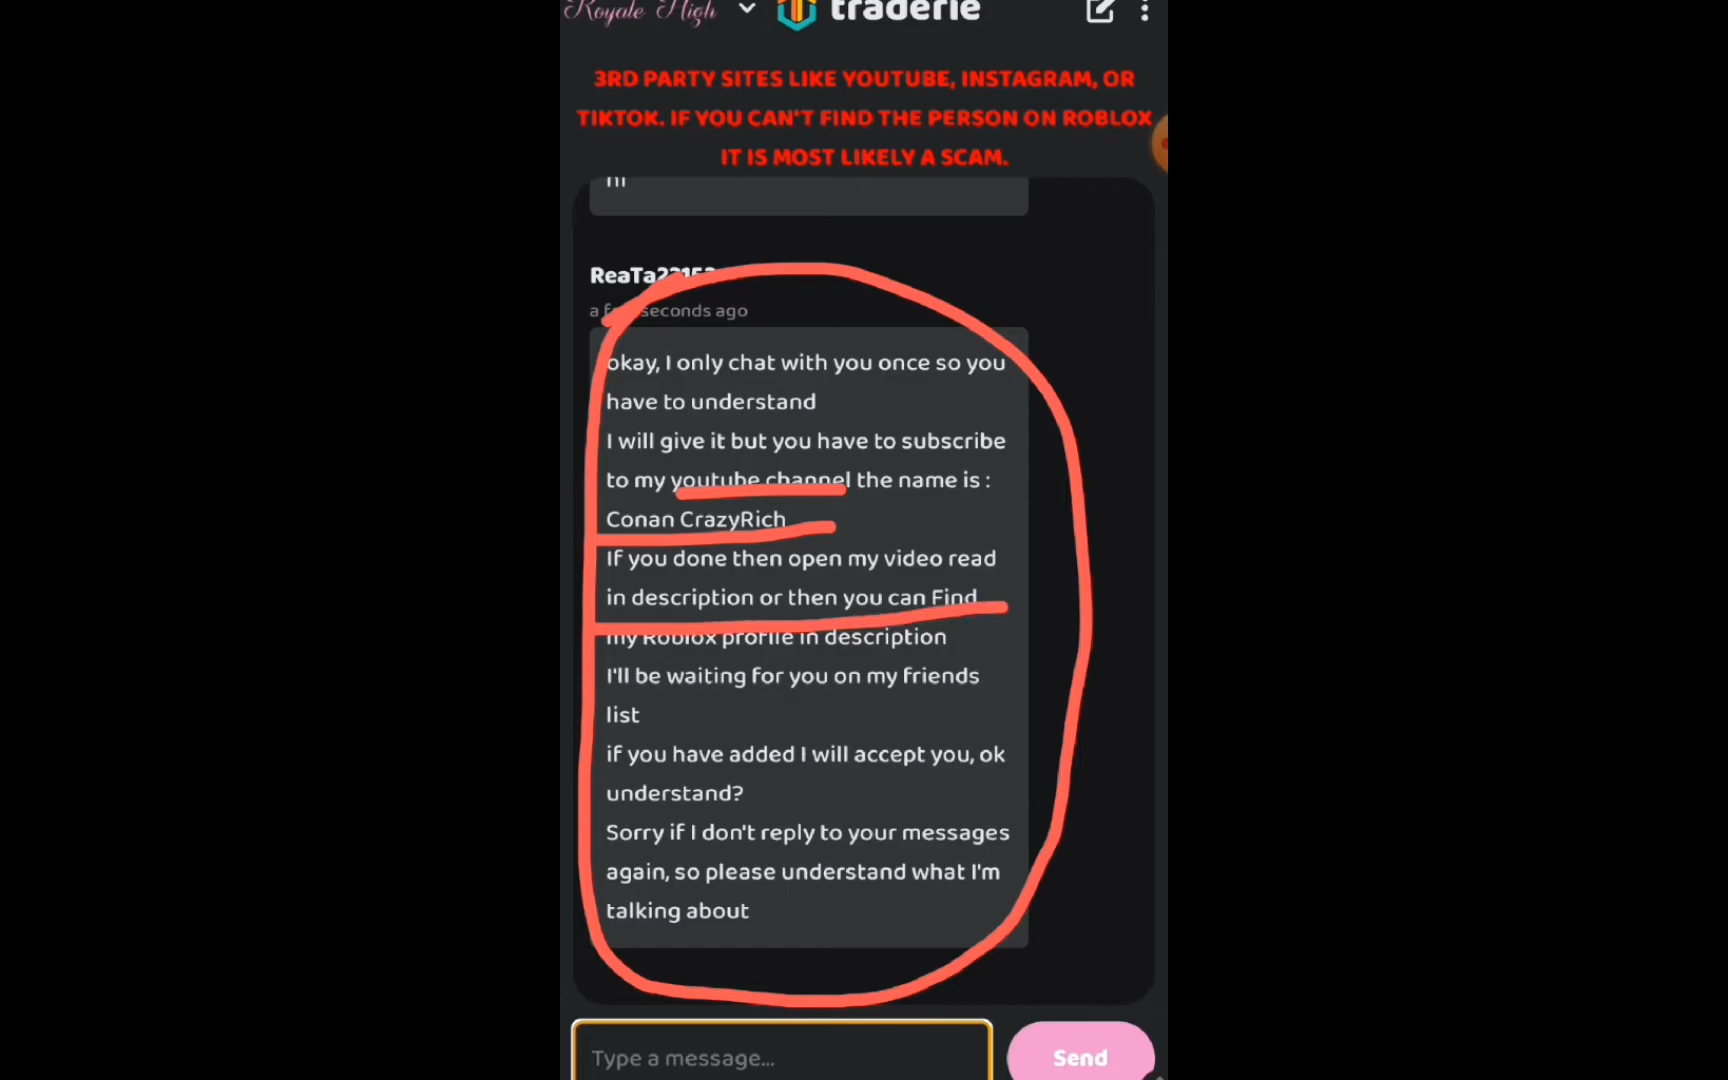 Royale High traderie
3RD PARTY SITES LIKE YOUTUBE, INSTAGRAM, OR
TIKTOK. IF YOU CAN'T FIND THE PERSON ON ROBLOX
IT IS MOST LIKELY A SCAM.
a few seconds ago
okay, I only chat with you once so you
have to understand
I will give it but you have to subscribe
to my youtube channel the name is :
Conan CrazyRich
If you done then open my video read
in description or then you can Find
my Roblox profile in description
I'll be waiting for you on my friends
list
if you have added I will accept you, ok
understand?
Sorry if I don't reply to your messages
again, so please understand what I'm
talking about
Type a message...
Send